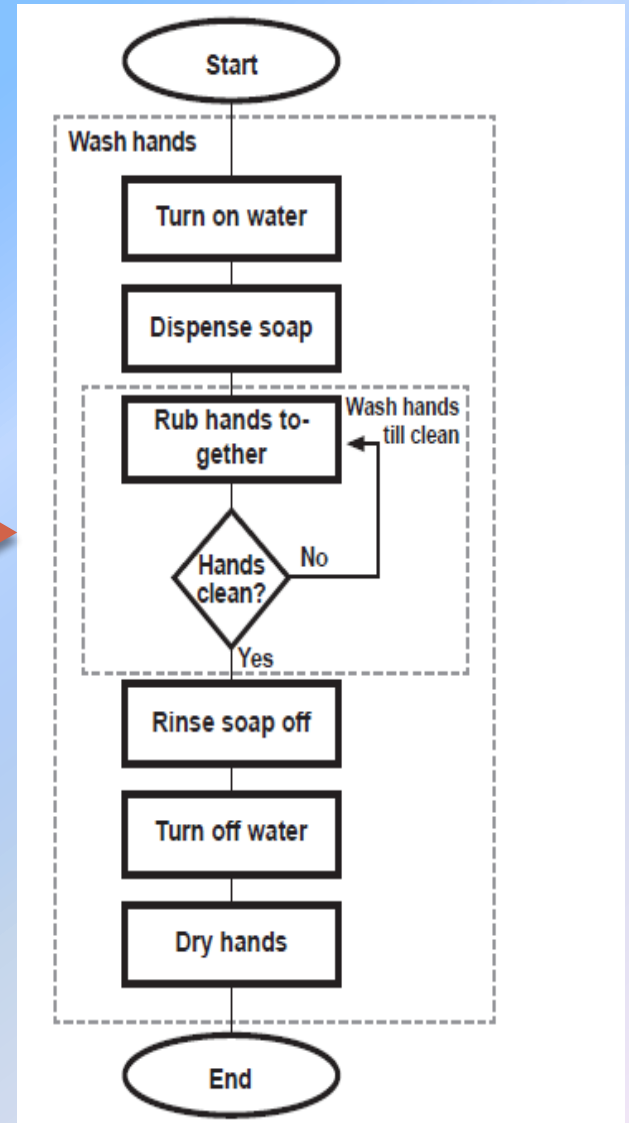 Start
Wash hands
Turn on water
Dispense soap
Rub hands to-
gether
Wash hands
till clean
Hands
clean?
No
Yes
Rinse soap off
Turn off water
Dry hands
End